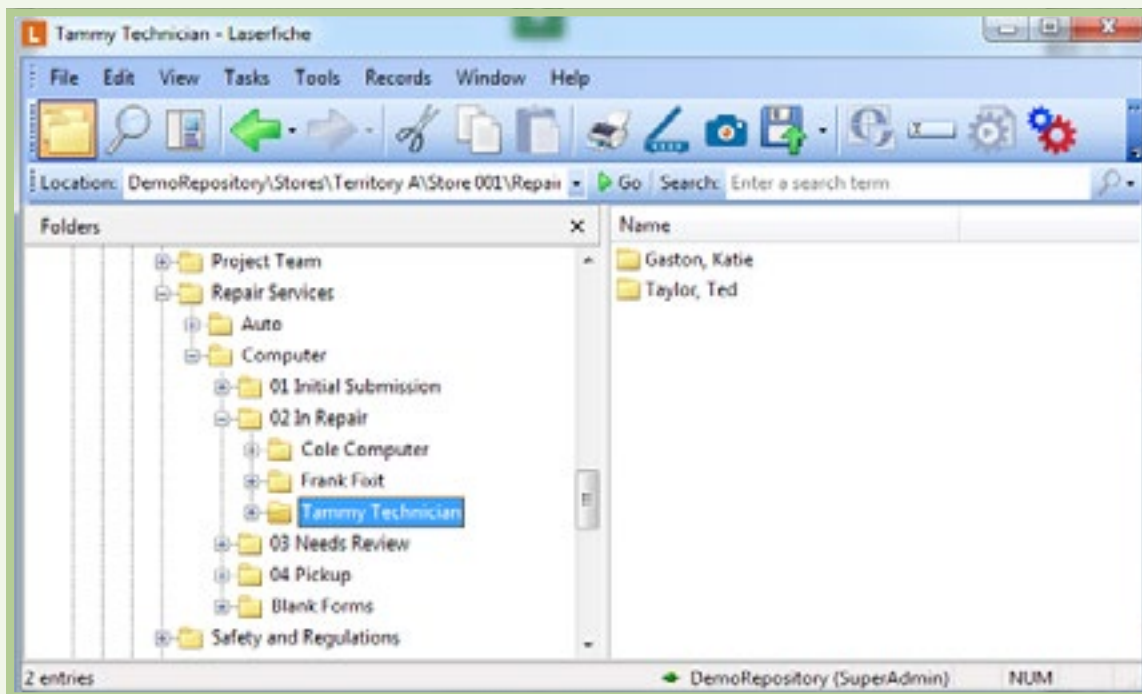 L Tammy Technician - Laserfiche
File Edit View Tasks Tools Records Window Help
Location: DemoRepository\Stores\Territory A\Store 001\Repair Go Search: Enter a search term
Folders × Name
Project Team
Gaston, Katie
Repair Services
Taylor, Ted
Auto
Computer
01 Initial Submission
02 In Repair
Cole Computer
Frank Fixit
Tammy Technician
03 Needs Review
04 Pickup
Blank Forms
Safety and Regulations
2 entries DemoRepository (SuperAdmin) NUM